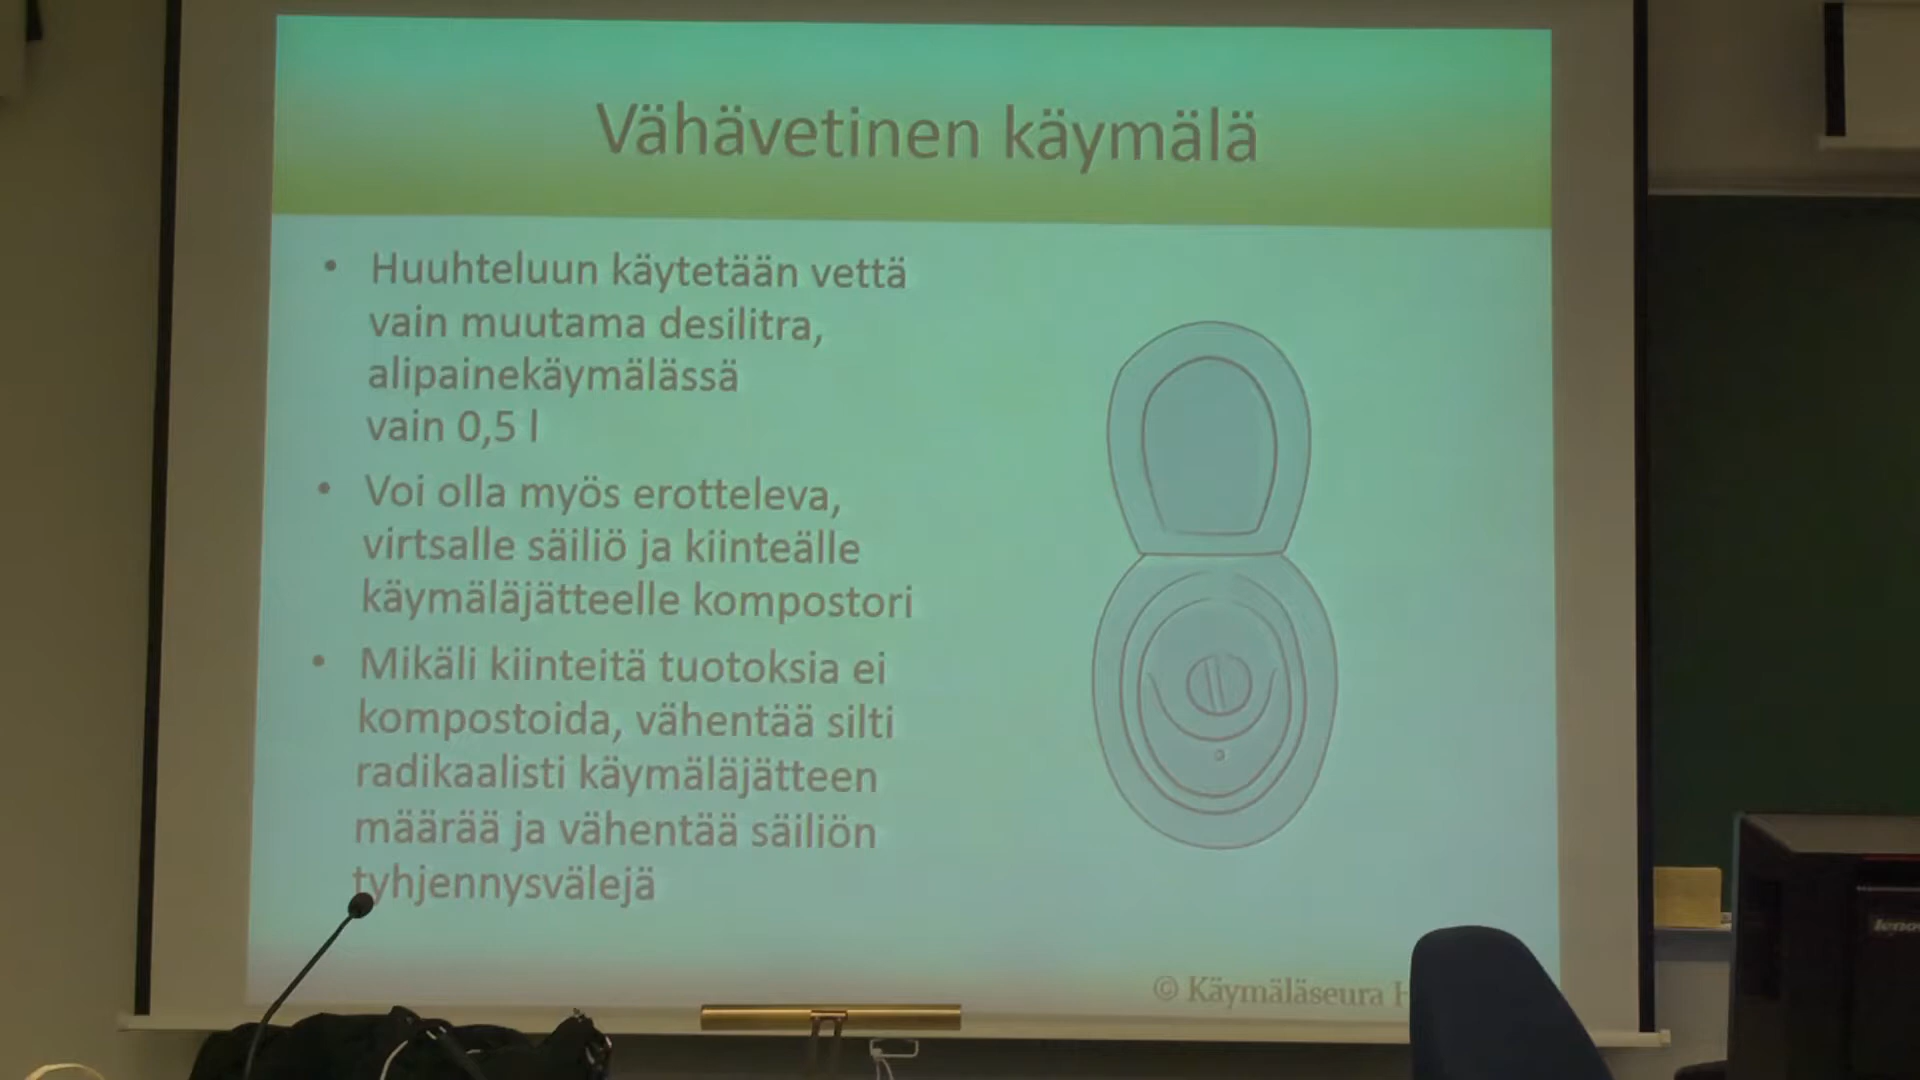 Vähävetinen käymälä
• Huuhteluun käytetään vettä
vain muutama desilitra,
alipainekäymälässä
vain 0,5 l
• Voi olla myös erotteleva,
virtsalle säiliö ja kiinteälle
käymäläjätteelle kompostori
• Mikäli kiinteitä tuotoksia ei
kompostoida, vähentää silti
radikaalisti käymäläjätteen
määrää ja vähentää säiliön
tyhjennysvälejä
© Käymäläseura